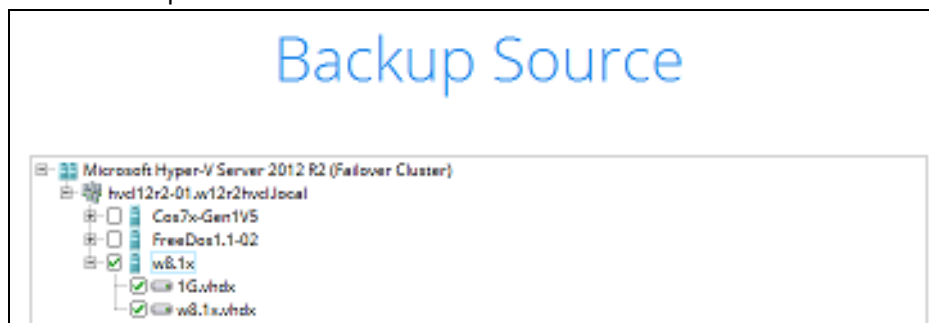 Backup Source
Microsoft Hyper-V Server 2012 R2 (Failover Cluster)
hvcl12r2-01.w12r2hvcl.local
Cos7x-Gen1V5
FreeDos1.1-02
w8.1x
1G.vhdx
w8.1x.vhdx